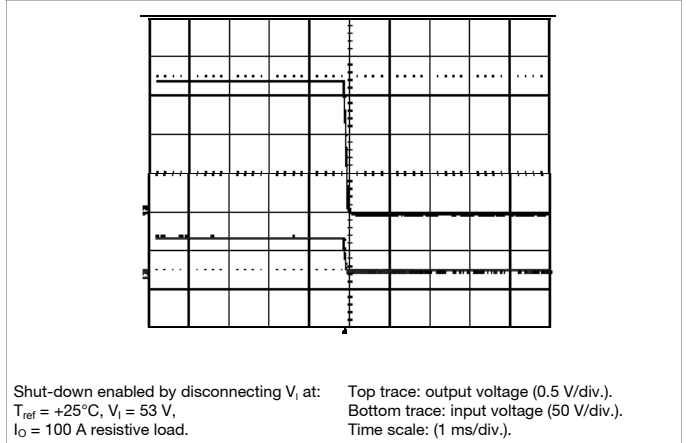 Shut-down enabled by disconnecting VI at:
Tref = +25°C, VI = 53 V,
IO = 100 A resistive load.
Top trace: output voltage (0.5 V/div.).
Bottom trace: input voltage (50 V/div.).
Time scale: (1 ms/div.).